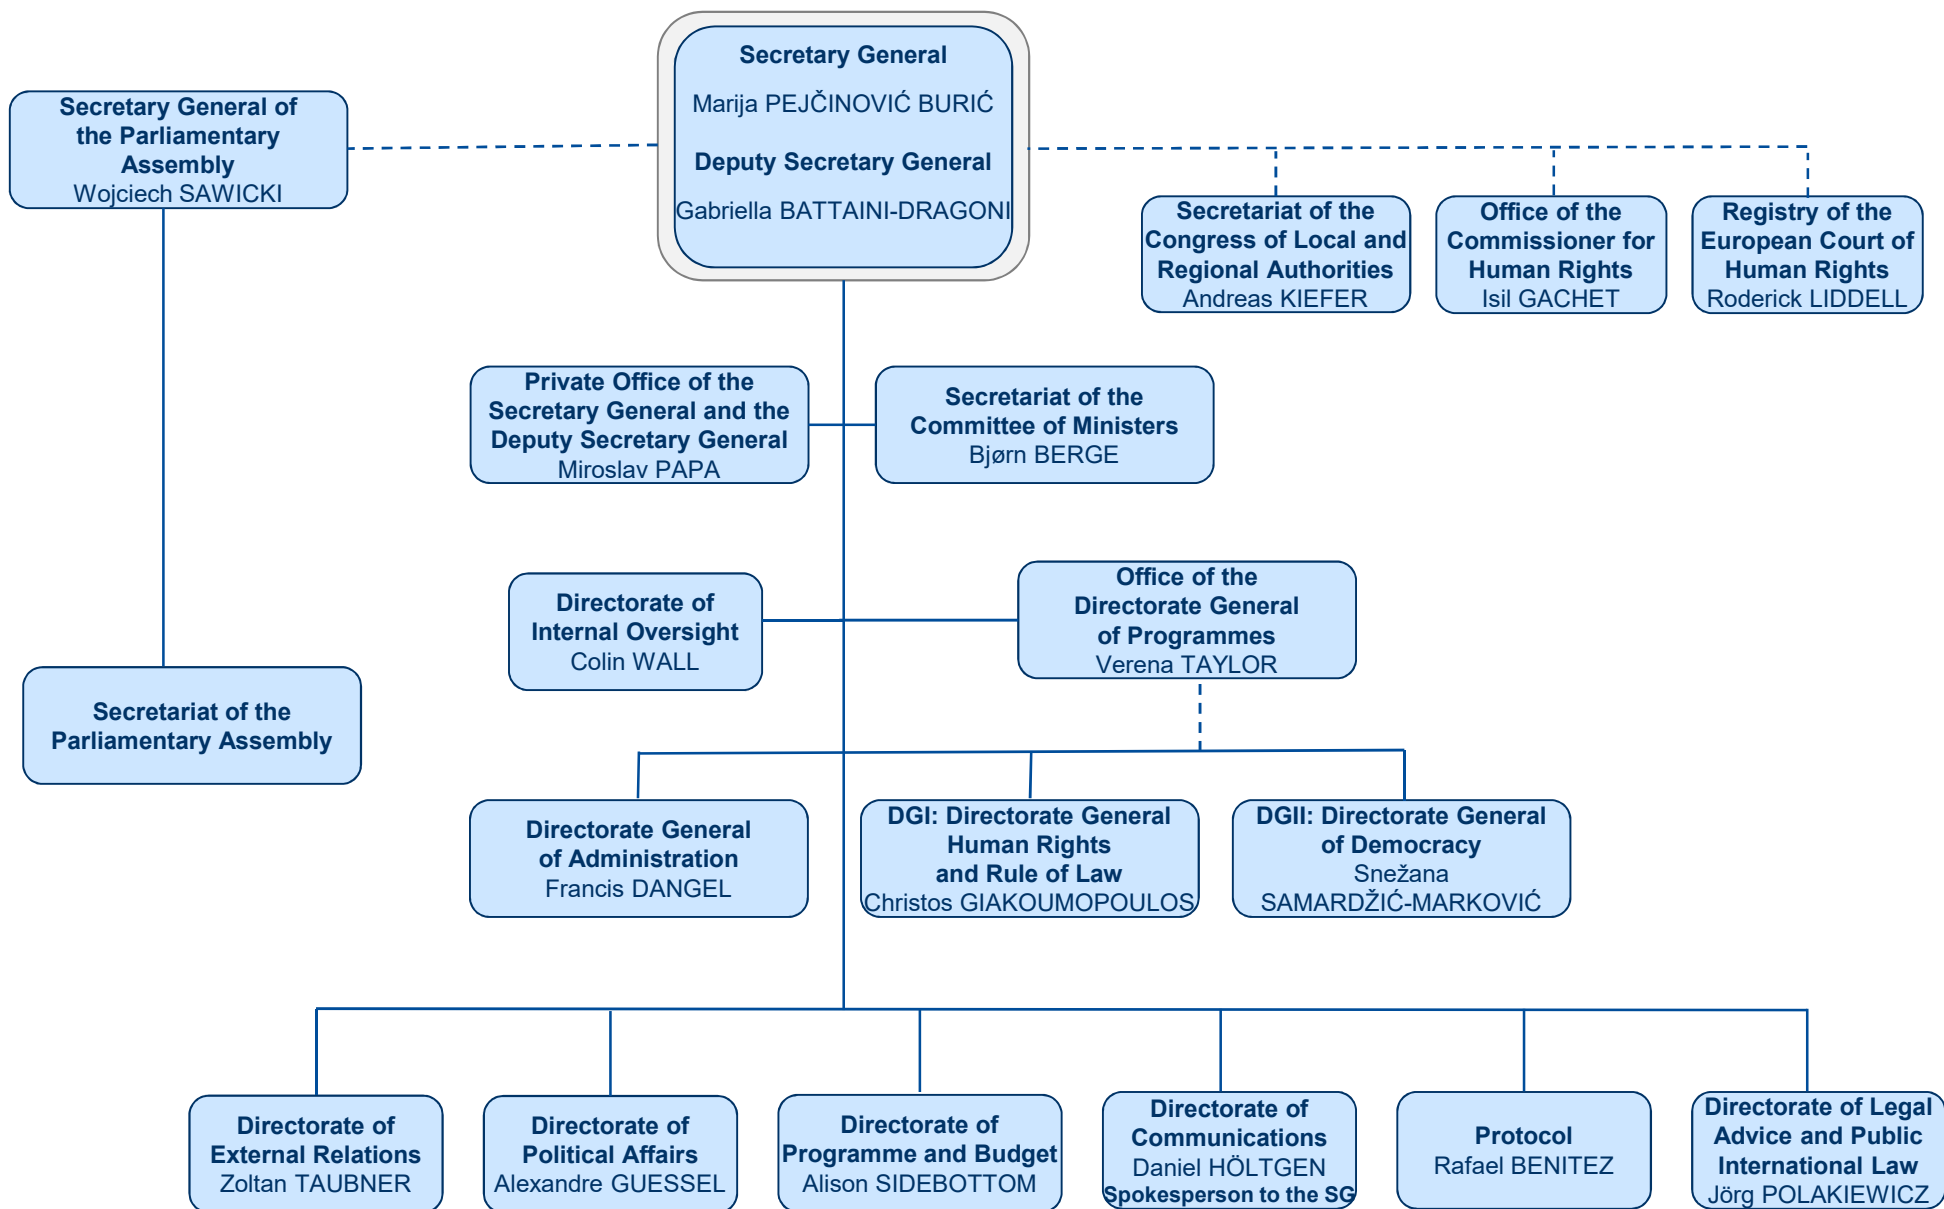 Secretary General
Marija PEJČINOVIĆ BURIĆ
Deputy Secretary General
Gabriella BATTAINI-DRAGONI
Secretary General of
the Parliamentary
Assembly
Wojciech SAWICKI
Secretariat of the
Congress of Local and
Regional Authorities
Andreas KIEFER
Office of the
Commissioner for
Human Rights
Isil GACHET
Registry of the
European Court of
Human Rights
Roderick LIDDELL
Private Office of the
Secretary General and the
Deputy Secretary General
Miroslav PAPA
Secretariat of the
Committee of Ministers
Bjørn BERGE
Directorate of
Internal Oversight
Colin WALL
Office of the
Directorate General
of Programmes
Verena TAYLOR
Secretariat of the
Parliamentary Assembly
Directorate General
of Administration
Francis DANGEL
DGI: Directorate General
Human Rights
and Rule of Law
Christos GIAKOUMOPOULOS
DGII: Directorate General
of Democracy
Snežana
SAMARDŽIĆ-MARKOVIĆ
Directorate of
External Relations
Zoltan TAUBNER
Directorate of
Political Affairs
Alexandre GUESSEL
Directorate of
Programme and Budget
Alison SIDEBOTTOM
Directorate of
Communications
Daniel HÖLTGEN
Spokesperson to the SG
Protocol
Rafael BENITEZ
Directorate of Legal
Advice and Public
International Law
Jörg POLAKIEWICZ